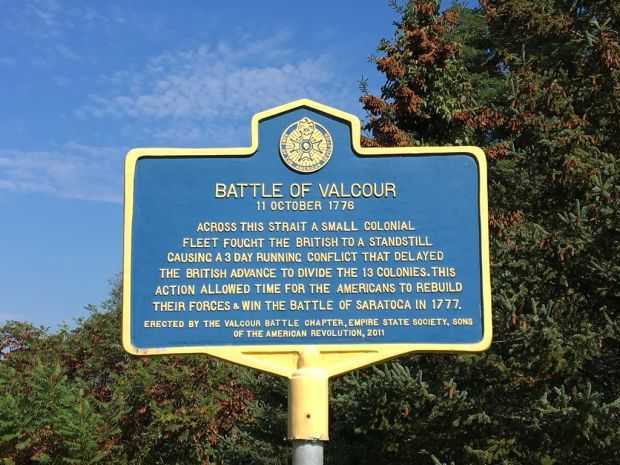 BATTLE OF VALCOUR
11 OCTOBER 1776
ACROSS THIS STRAIT A SMALL COLONIAL
FLEET FOUGHT THE BRITISH TO A STANDSTILL
CAUSING A 3 DAY RUNNING CONFLICT THAT DELAYED
THE BRITISH ADVANCE TO DIVIDE THE 13 COLONIES. THIS
ACTION ALLOWED TIME FOR THE AMERICANS TO REBUILD
THEIR FORCES & WIN THE BATTLE OF SARATOGA IN 1777.
ERECTED BY THE VALCOUR BATTLE CHAPTER, EMPIRE STATE SOCIETY, SONS
OF THE AMERICAN REVOLUTION, 2011